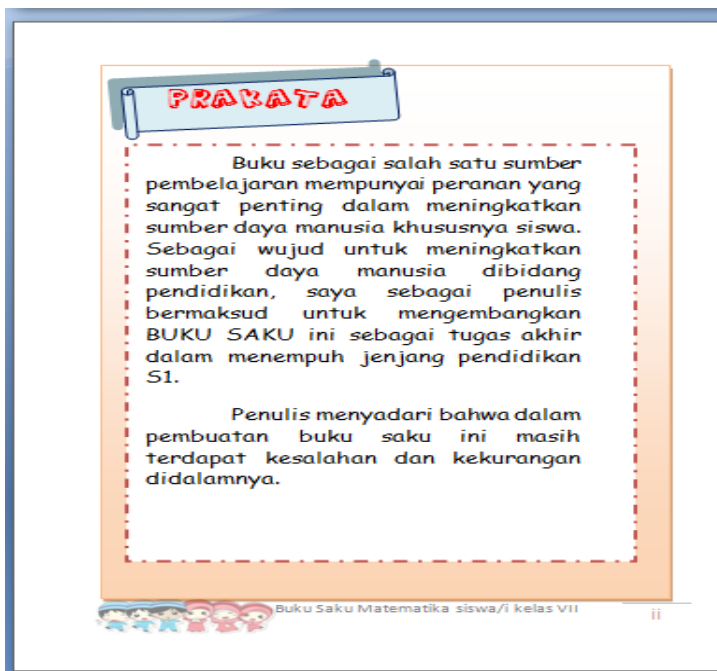 PRAKATA
Buku sebagai salah satu sumber
pembelajaran mempunyai peranan yang
sangat penting dalam meningkatkan
sumber daya manusia khususnya siswa.
Sebagai wujud untuk meningkatkan
sumber daya manusia dibidang
pendidikan, saya sebagai penulis
bermaksud untuk mengembangkan
BUKU SAKU ini sebagai tugas akhir
dalam menempuh jenjang pendidikan
S1.
Penulis menyadari bahwa dalam
pembuatan buku saku ini masih
terdapat kesalahan dan kekurangan
didalamnya.
Buku Saku Matematika siswa/i kelas VII
ii